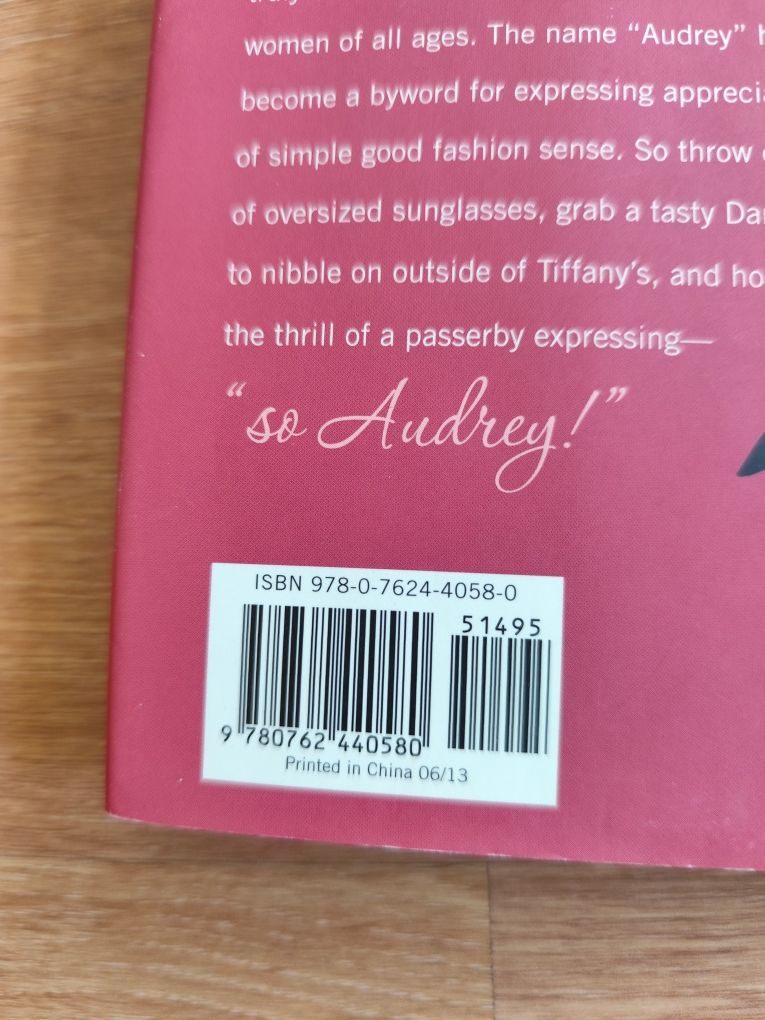 truly
women of all ages. The name “Audrey”
become a byword for expressing
of simple good fashion sense. So throw
of oversized sunglasses, grab a tasty
to nibble on outside of Tiffany’s, and
the thrill of a passerby expressing—
“so Audrey!”
ISBN 978-0-7624-4058-0
51495
9 780762 440580
Printed in China 06/13